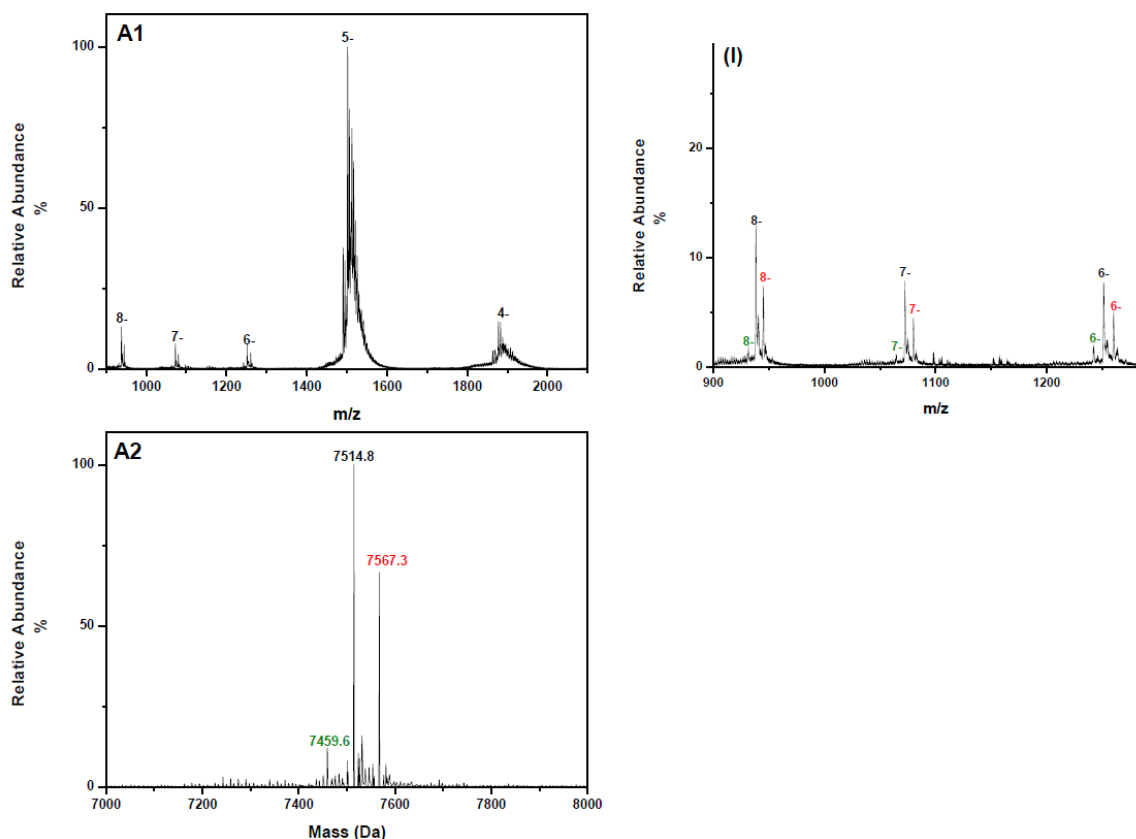 A1
5-
100
50
0
8-
7-
6-
4-
1000 1200 1400 1600 1800 2000
m/z
Relative Abundance
%
(I)
20
10
0
8-
8-
8-
7-
7-
7-
6-
6-
6-
900 1000 1100 1200
m/z
Relative Abundance
%
A2
7514.8
100
7567.3
50
7459.6
0
7000 7200 7400 7600 7800 8000
Mass (Da)
Relative Abundance
%